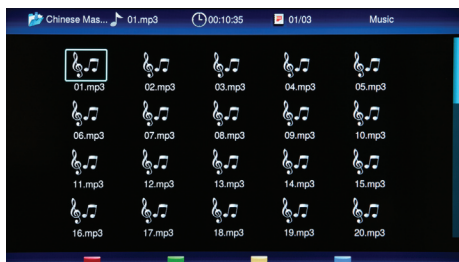 Chinese Mas... 01.mp3 00:10:35 01/03 Music
01.mp3 02.mp3 03.mp3 04.mp3 05.mp3
06.mp3 07.mp3 08.mp3 09.mp3 10.mp3
11.mp3 12.mp3 13.mp3 14.mp3 15.mp3
16.mp3 17.mp3 18.mp3 19.mp3 20.mp3